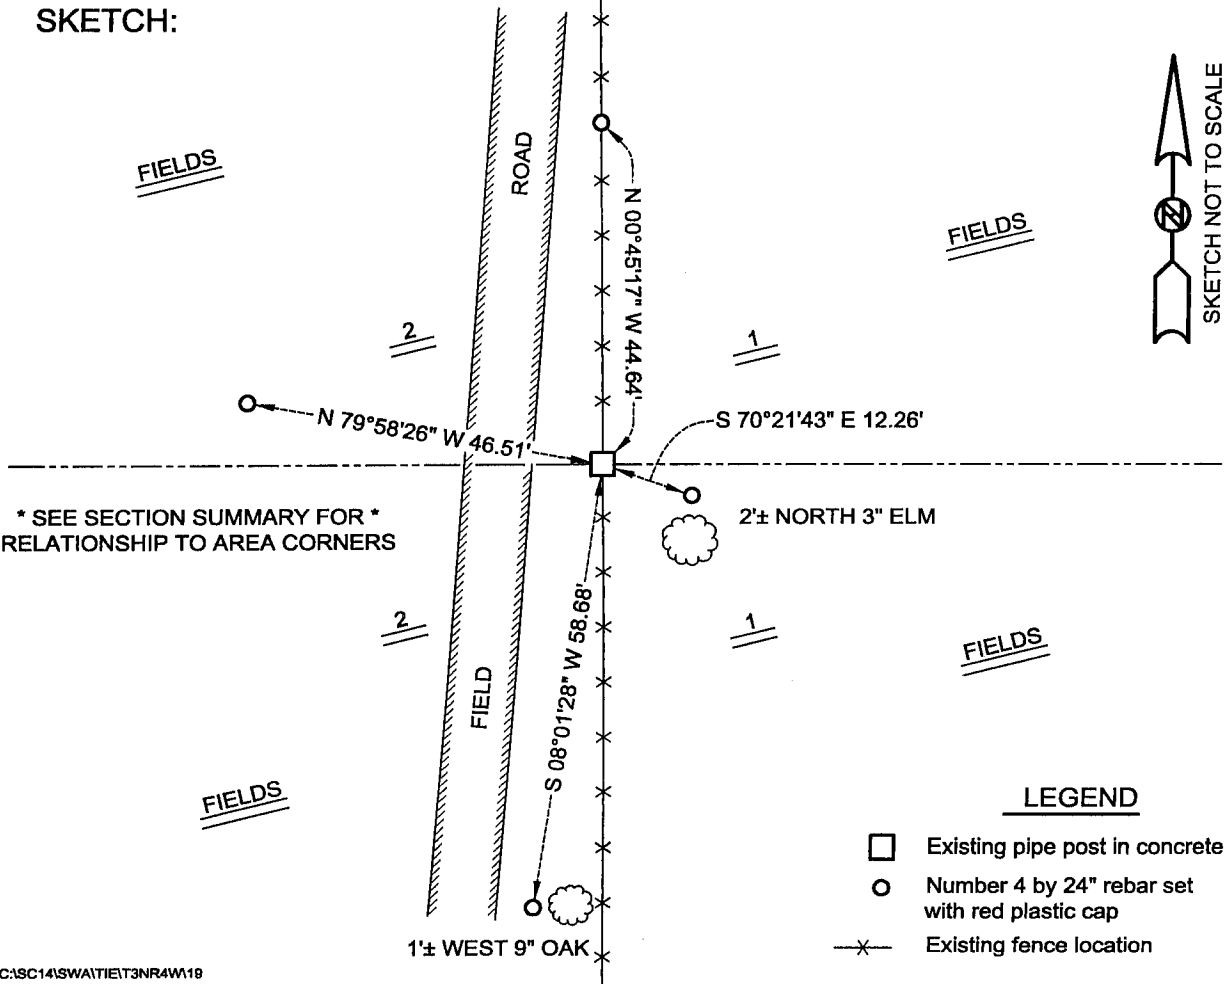 SKETCH:
FIELDS
ROAD
N 00°45'17" W 44.64'
FIELDS
N
SKETCH NOT TO SCALE
2
1
N 79°58'26" W 46.51'
S 70°21'43" E 12.26'
* SEE SECTION SUMMARY FOR *
RELATIONSHIP TO AREA CORNERS
2'± NORTH 3" ELM
2
1
S 08°01'28" W 58.68'
FIELDS
FIELD
FIELDS
1'± WEST 9" OAK
LEGEND
Existing pipe post in concrete
Number 4 by 24" rebar set
with red plastic cap
Existing fence location
C:\SC14\SWA\TIE\T3NR4W\19